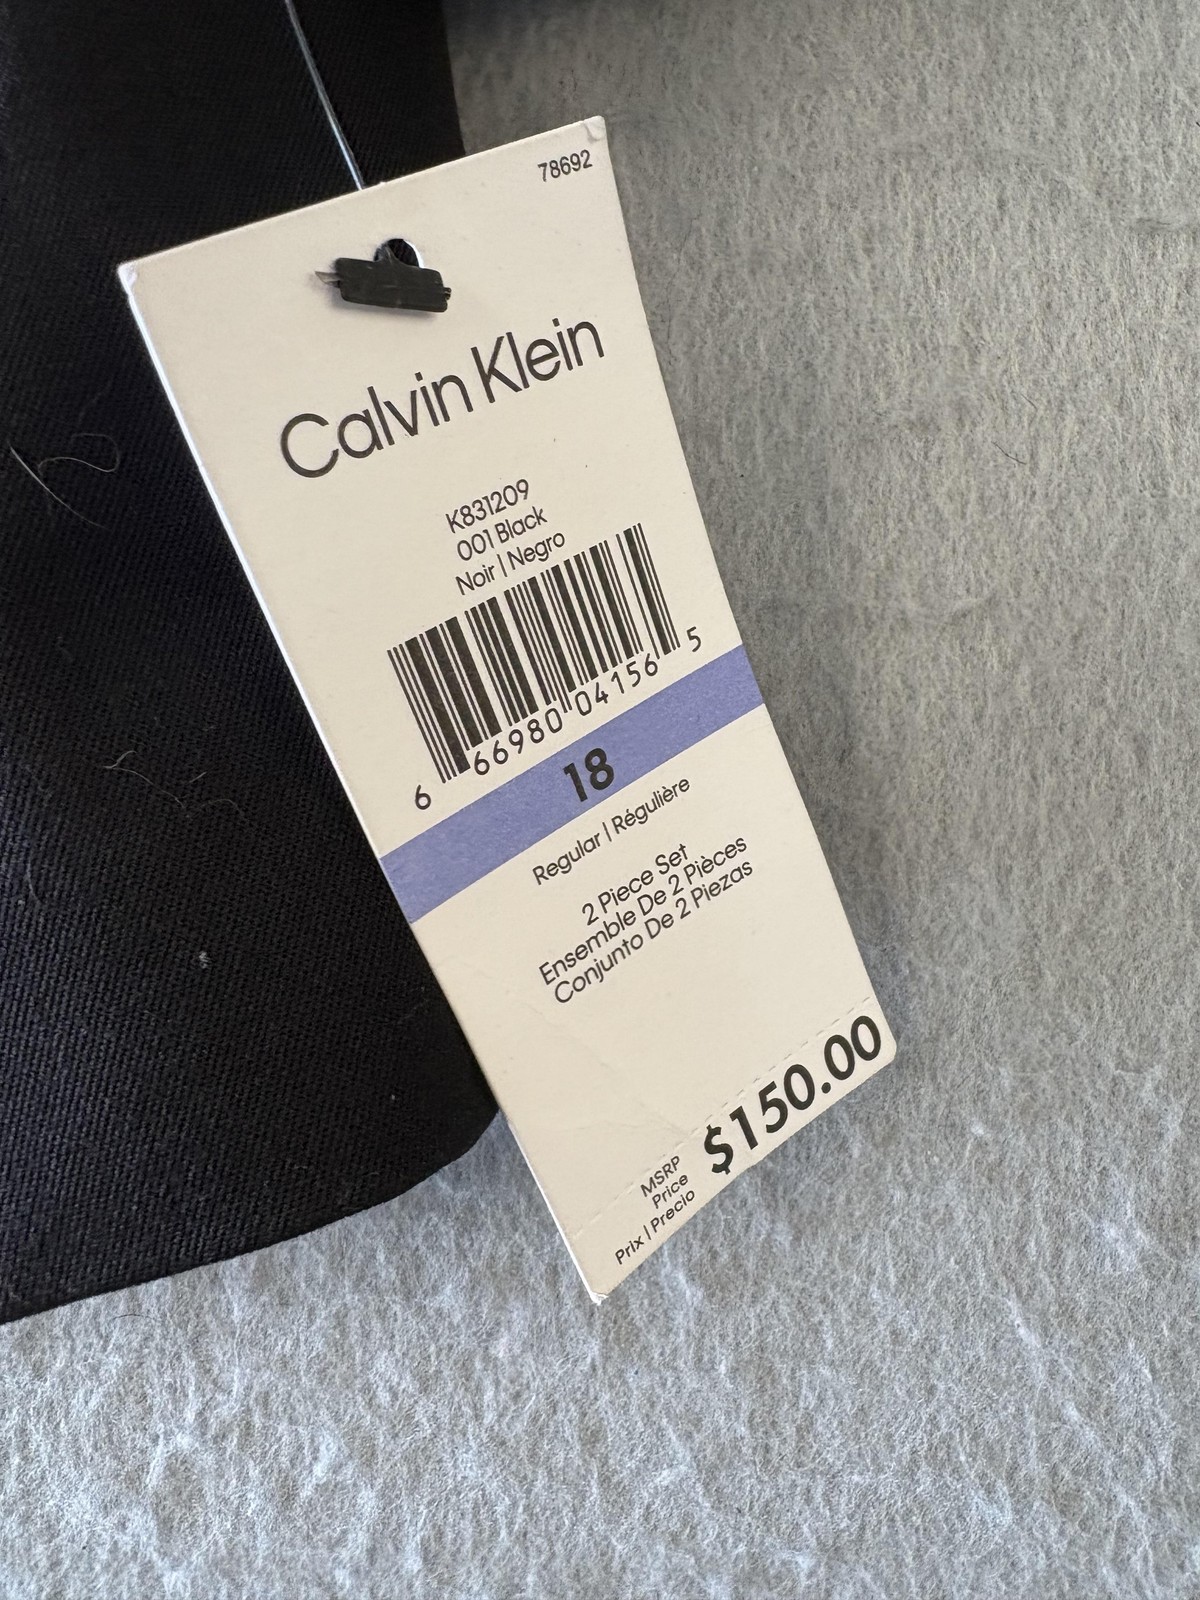 78692
Calvin Klein
K831209
001 Black
Noir | Negro
6 66980 04156 5
18
Regular | Régulière
2 Piece Set
Ensemble De 2 Pièces
Conjunto De 2 Piezas
$150.00
MSRP
Price
Prix | Precio